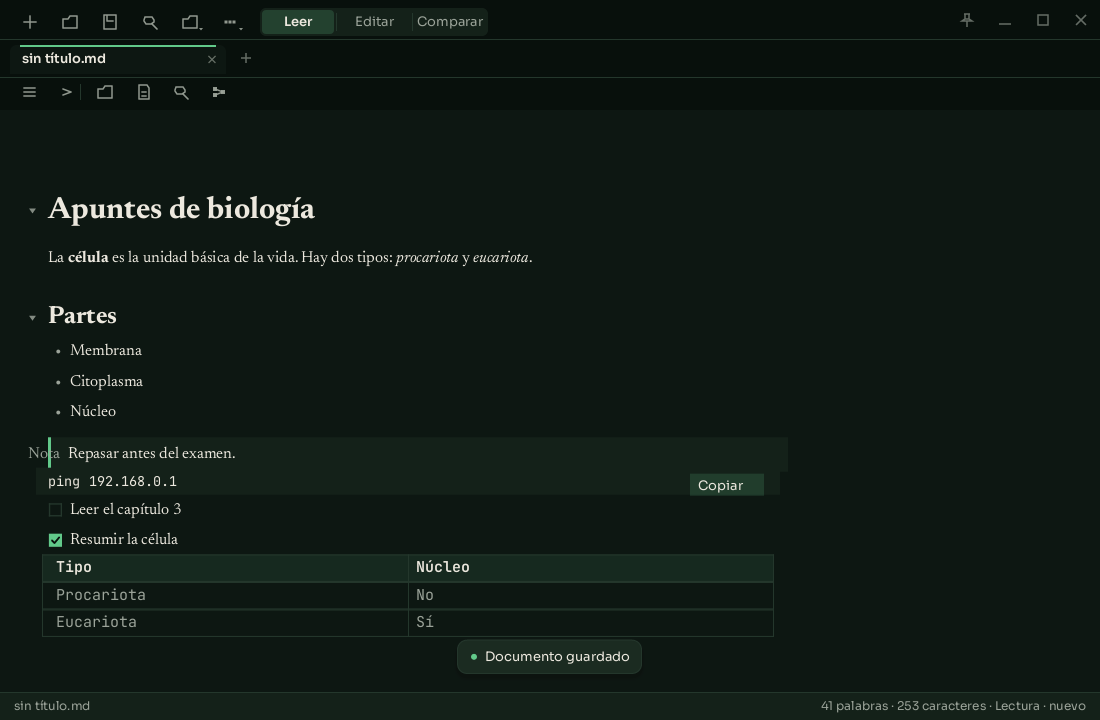 Leer Editar Comparar
sin título.md
Apuntes de biología
La célula es la unidad básica de la vida. Hay dos tipos: procariota y eucariota.
Partes
• Membrana
• Citoplasma
• Núcleo
Nota Repasar antes del examen.
ping 192.168.0.1
Copiar
Leer el capítulo 3
Resumir la célula
Tipo Núcleo
Procariota No
Eucariota Sí
Documento guardado
sin título.md 41 palabras · 253 caracteres · Lectura · nuevo